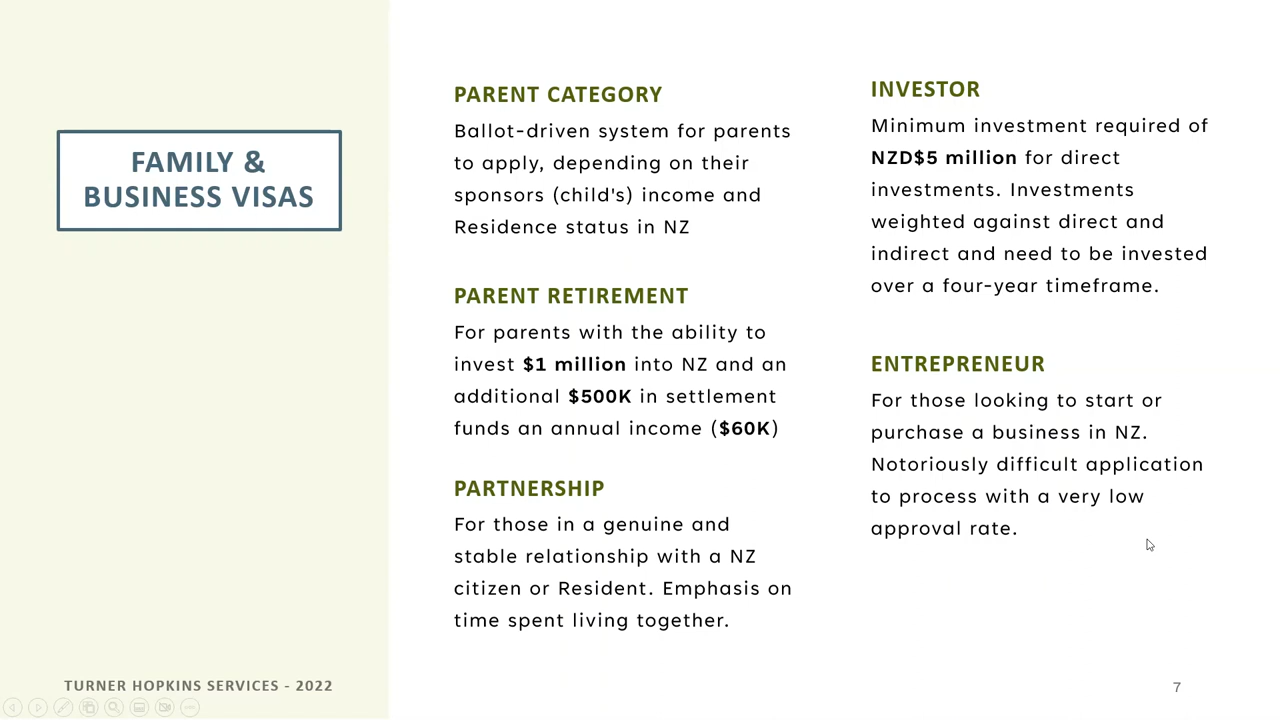 FAMILY &
BUSINESS VISAS
PARENT CATEGORY
Ballot-driven system for parents
to apply, depending on their
sponsors (child's) income and
Residence status in NZ
PARENT RETIREMENT
For parents with the ability to
invest $1 million into NZ and an
additional $500K in settlement
funds an annual income ($60K)
PARTNERSHIP
For those in a genuine and
stable relationship with a NZ
citizen or Resident. Emphasis on
time spent living together.
INVESTOR
Minimum investment required of
NZD$5 million for direct
investments. Investments
weighted against direct and
indirect and need to be invested
over a four-year timeframe.
ENTREPRENEUR
For those looking to start or
purchase a business in NZ.
Notoriously difficult application
to process with a very low
approval rate.
TURNER HOPKINS SERVICES - 2022
7